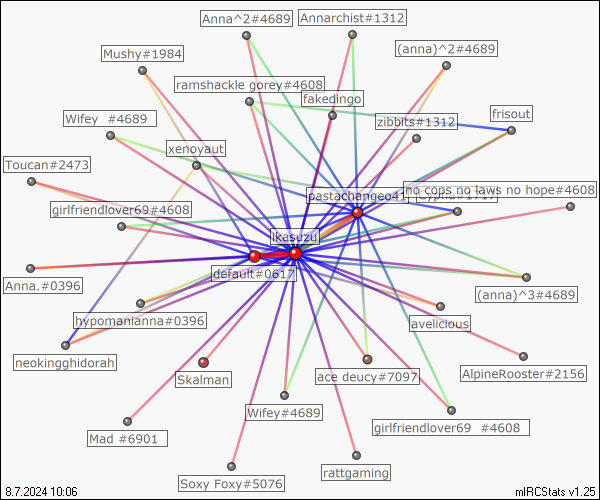 Anna^2#4689
Annarchist#1312
(anna)^2#4689
Mushy#1984
ramshackle gorey#4608
fakedingo
Wifey #4689
zibbits#1312
frisout
xenoyaut
Toucan#2473
pastachangeo41
no cops no laws no hope#4608
girlfriendlover69#4608
ikasuzu
default#0617
Anna.#0396
(anna)^3#4689
hypomanianna#0396
avelicious
neokingghidorah
Skalman
ace deucy#7097
AlpineRooster#2156
Wifey#4689
girlfriendlover69 #4608
Mad #6901
Soxy Foxy#5076
rattgaming
8.7.2024 10:06
mIRCStats v1.25